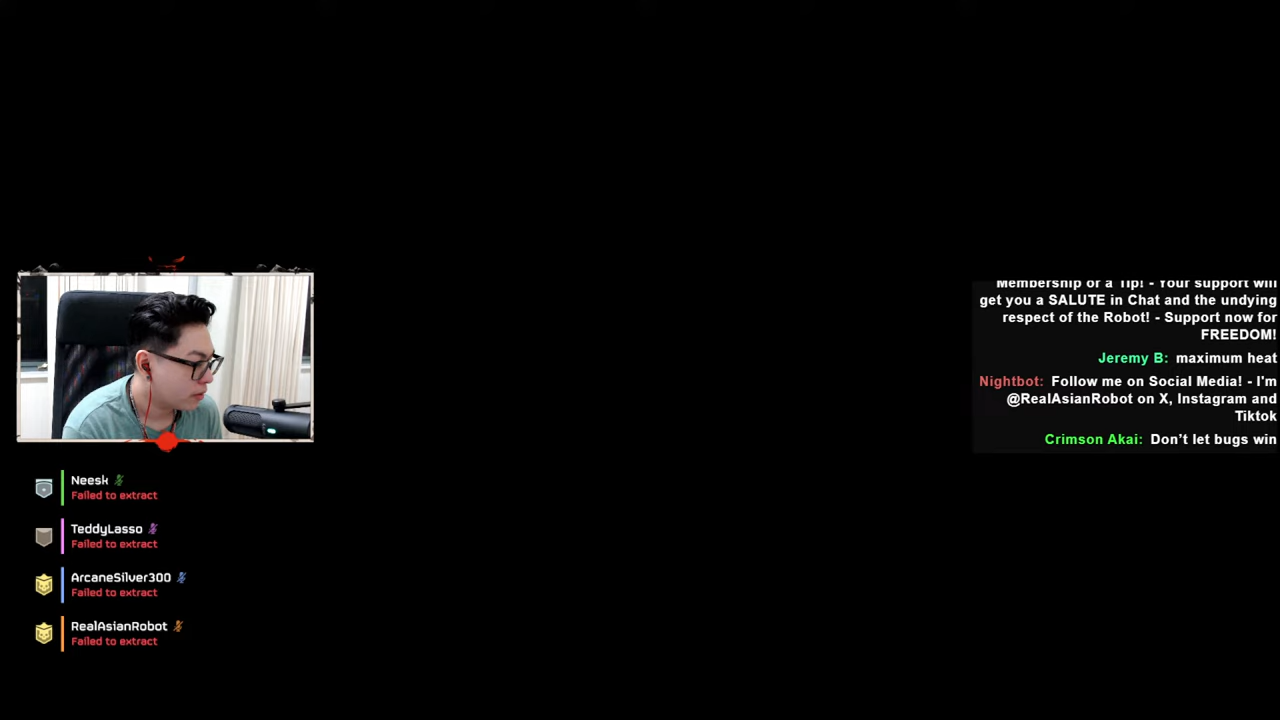 Membership or a Tip! - Your support will
get you a SALUTE in Chat and the undying
respect of the Robot! - Support now for
FREEDOM!
Jeremy B: maximum heat
Nightbot: Follow me on Social Media! - I'm
@RealAsianRobot on X, Instagram and
Tiktok
Crimson Akai: Don’t let bugs win
Neesk
Failed to extract
TeddyLasso
Failed to extract
ArcaneSilver300
Failed to extract
RealAsianRobot
Failed to extract